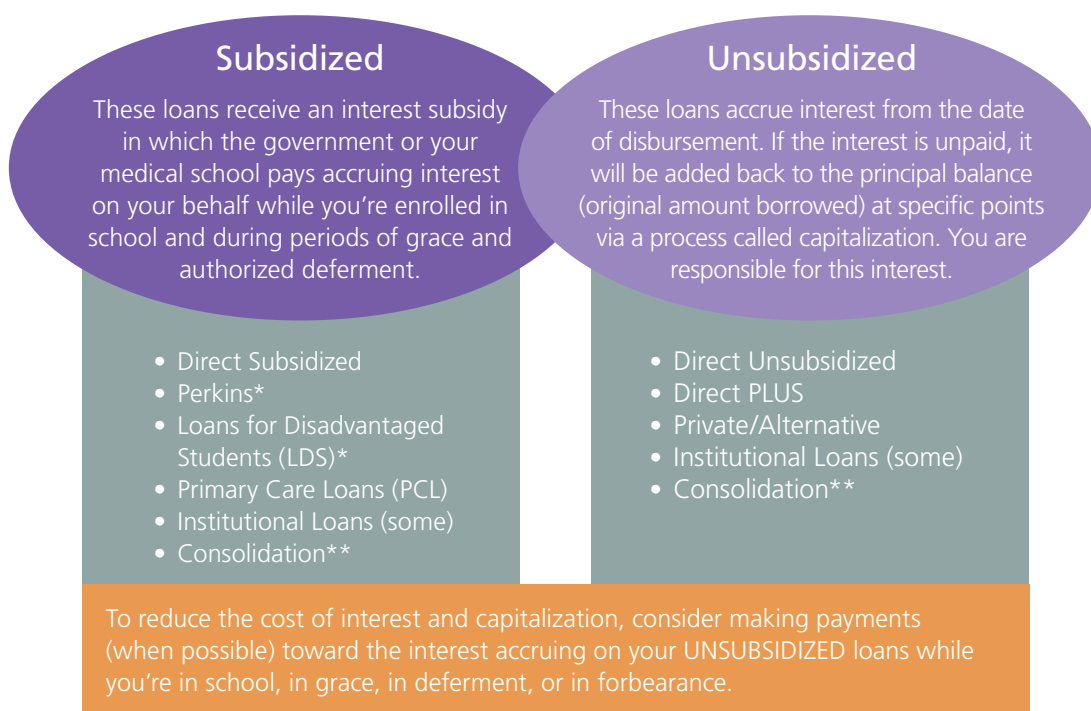 Subsidized
These loans receive an interest subsidy
in which the government or your
medical school pays accruing interest
on your behalf while you’re enrolled in
school and during periods of grace and
authorized deferment.
• Direct Subsidized
• Perkins*
• Loans for Disadvantaged
Students (LDS)*
• Primary Care Loans (PCL)
• Institutional Loans (some)
• Consolidation**
Unsubsidized
These loans accrue interest from the date
of disbursement. If the interest is unpaid, it
will be added back to the principal balance
(original amount borrowed) at specific points
via a process called capitalization. You are
responsible for this interest.
• Direct Unsubsidized
• Direct PLUS
• Private/Alternative
• Institutional Loans (some)
• Consolidation**
To reduce the cost of interest and capitalization, consider making payments
(when possible) toward the interest accruing on your UNSUBSIDIZED loans while
you’re in school, in grace, in deferment, or in forbearance.